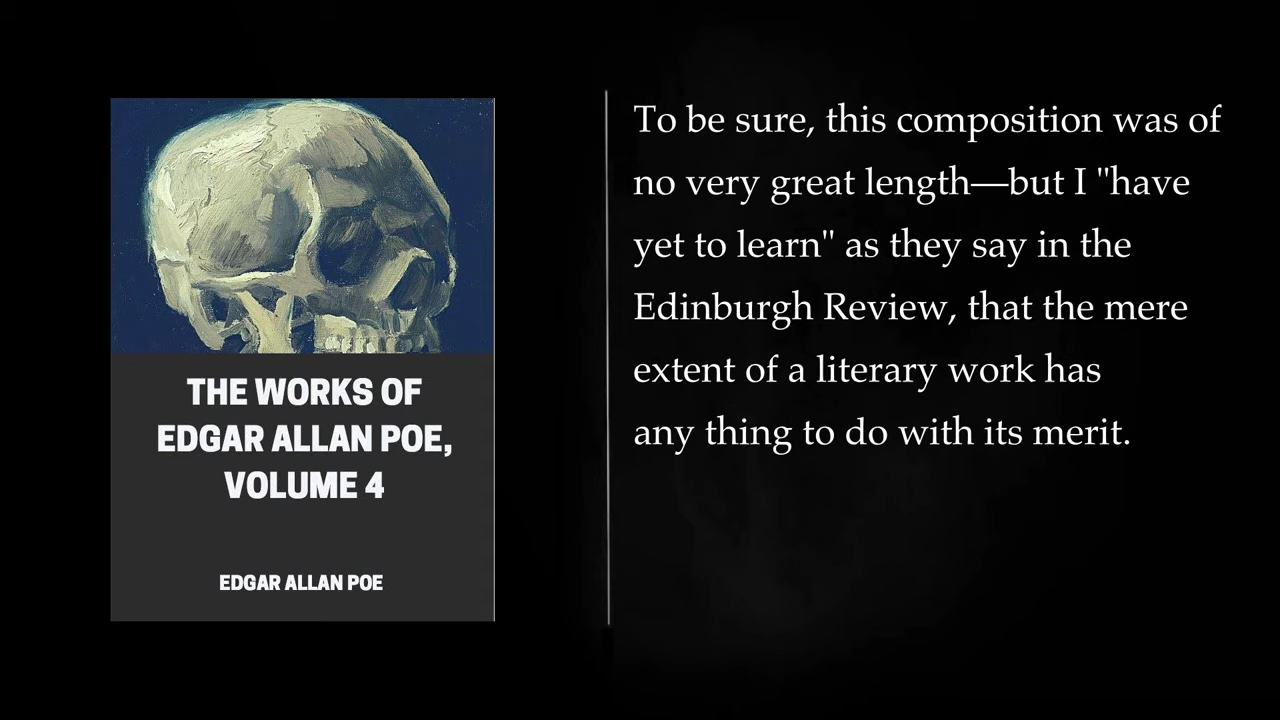 THE WORKS OF
EDGAR ALLAN POE,
VOLUME 4
EDGAR ALLAN POE
To be sure, this composition was of
no very great length—but I "have
yet to learn" as they say in the
Edinburgh Review, that the mere
extent of a literary work has
any thing to do with its merit.